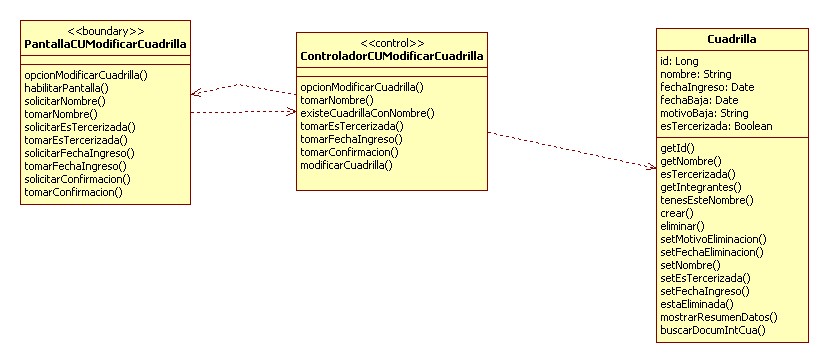 <<boundary>>
PantallaCUModificarCuadrilla
opcionModificarCuadrilla()
habilitarPantalla()
solicitarNombre()
tomarNombre()
solicitarEsTercerizada()
tomarEsTercerizada()
solicitarFechaIngreso()
tomarFechaIngreso()
solicitarConfirmacion()
tomarConfirmacion()
<<control>>
ControladorCUModificarCuadrilla
opcionModificarCuadrilla()
tomarNombre()
existeCuadrillaConNombre()
tomarEsTercerizada()
tomarFechaIngreso()
tomarConfirmacion()
modificarCuadrilla()
Cuadrilla
id: Long
nombre: String
fechaIngreso: Date
fechaBaja: Date
motivoBaja: String
esTercerizada: Boolean
getId()
getNombre()
esTercerizada()
getIntegrantes()
tenesEsteNombre()
crear()
eliminar()
setMotivoEliminacion()
setFechaEliminacion()
setNombre()
setEsTercerizada()
setFechaIngreso()
estaEliminada()
mostrarResumenDatos()
buscarDocumIntCua()